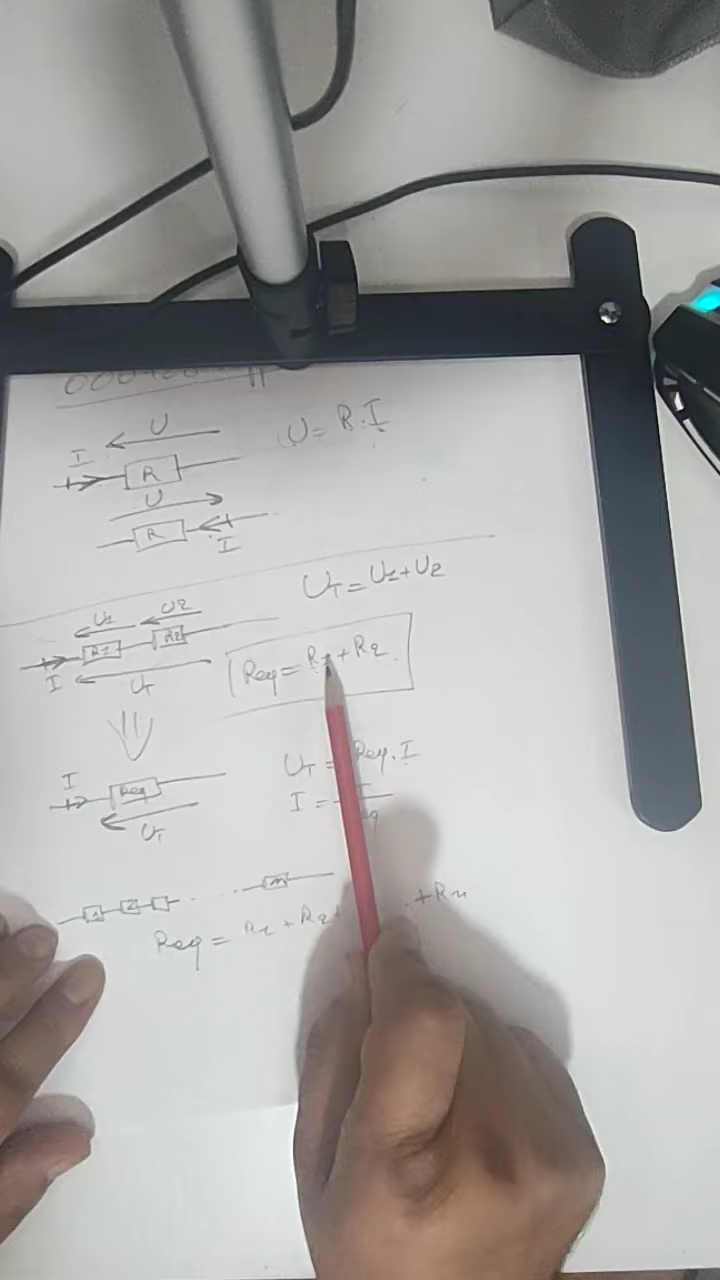 U
I
R
U = R.I
U
R
I
U1 U2
R1 R2
I
UT
UT = U1 + U2
Req = R1 + R2
I
Req
UT
UT = Req.I
I =
1 2
n
Req = R1 + R2 + . + Rn